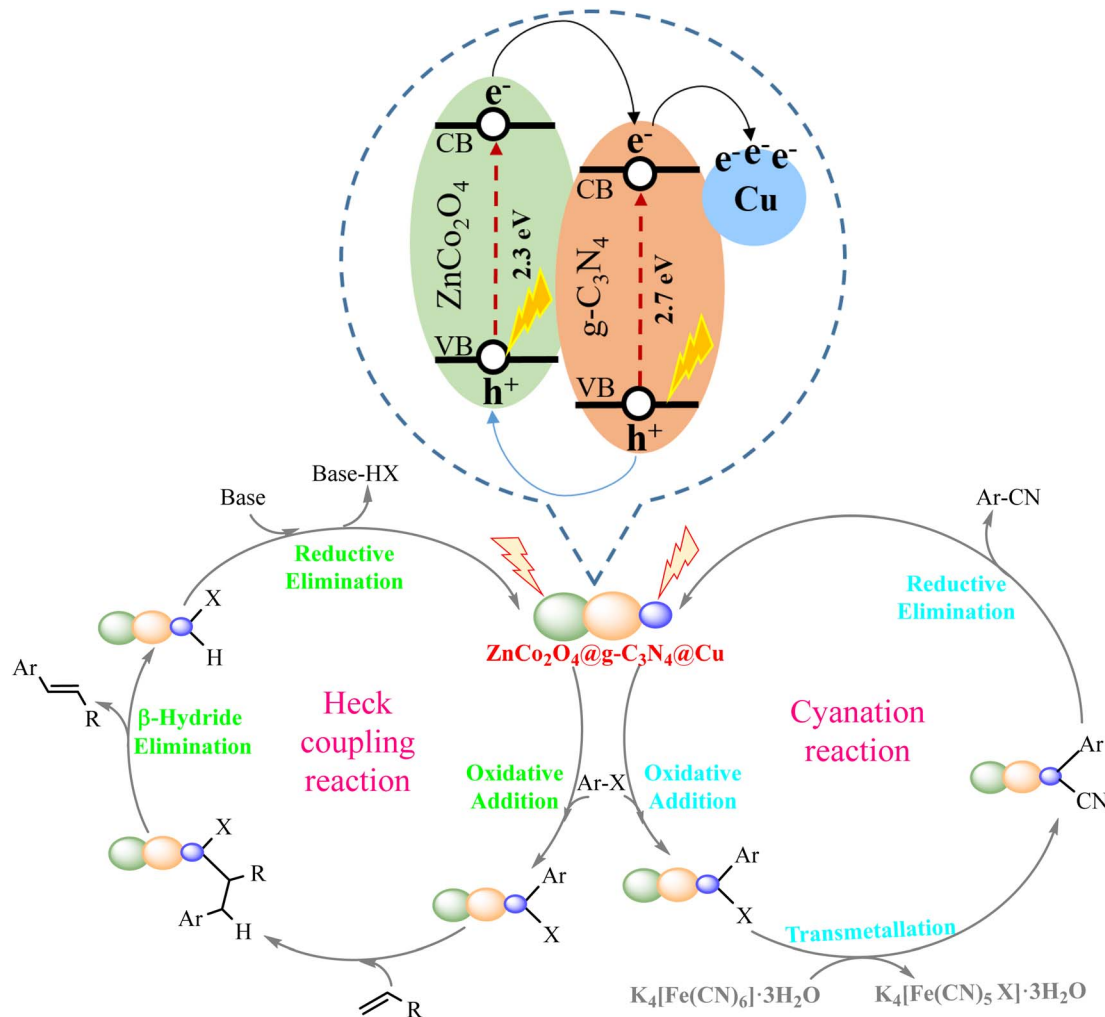 e⁻
CB
ZnCo₂O₄
2.3 eV
VB
h⁺
e⁻
CB
g-C₃N₄
2.7 eV
VB
h⁺
e⁻ e⁻ e⁻
Cu
Base
Base-HX
Reductive
Elimination
X
H
Ar
R
β-Hydride
Elimination
Heck
coupling
reaction
X
R
Ar
H
R
Ar
X
Oxidative
Addition
Ar-X
ZnCo₂O₄@g-C₃N₄@Cu
Oxidative
Addition
Ar
X
Transmetallation
K₄[Fe(CN)₆]·3H₂O
K₄[Fe(CN)₅ X]·3H₂O
Cyanation
reaction
Ar
CN
Reductive
Elimination
Ar-CN